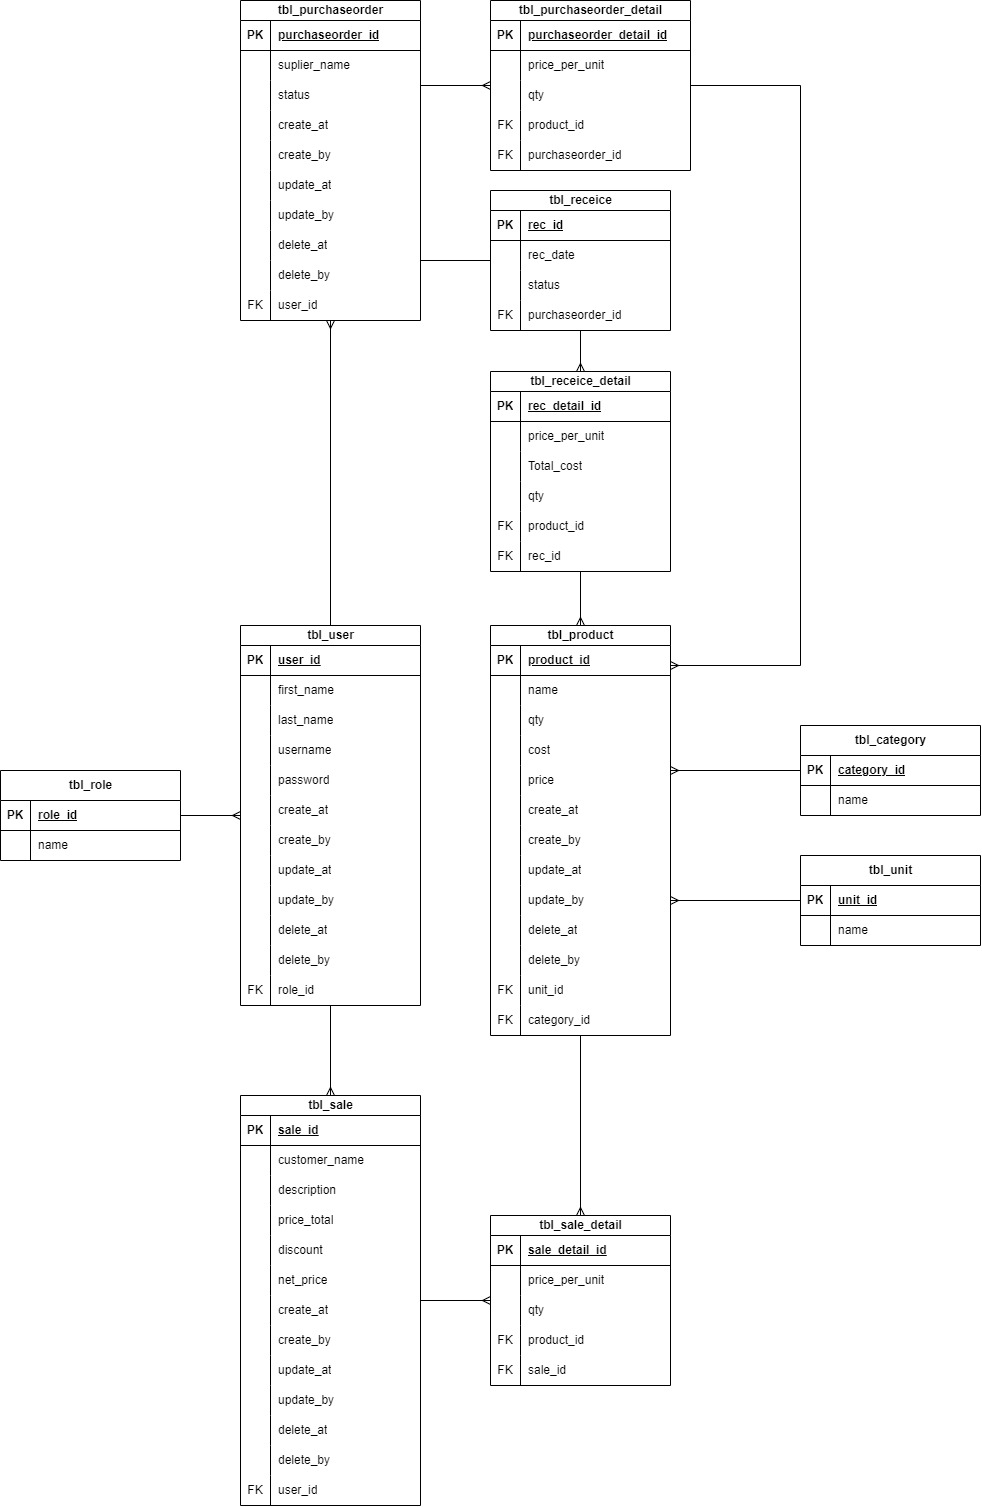 tbl_purchaseorder
PK purchaseorder_id
suplier_name
status
create_at
create_by
update_at
update_by
delete_at
delete_by
FK user_id
tbl_purchaseorder_detail
PK purchaseorder_detail_id
price_per_unit
qty
FK product_id
FK purchaseorder_id
tbl_receice
PK rec_id
rec_date
status
FK purchaseorder_id
tbl_receice_detail
PK rec_detail_id
price_per_unit
Total_cost
qty
FK product_id
FK rec_id
tbl_role
PK role_id
name
tbl_user
PK user_id
first_name
last_name
username
password
create_at
create_by
update_at
update_by
delete_at
delete_by
FK role_id
tbl_product
PK product_id
name
qty
cost
price
create_at
create_by
update_at
update_by
delete_at
delete_by
FK unit_id
FK category_id
tbl_category
PK category_id
name
tbl_unit
PK unit_id
name
tbl_sale
PK sale_id
customer_name
description
price_total
discount
net_price
create_at
create_by
update_at
update_by
delete_at
delete_by
FK user_id
tbl_sale_detail
PK sale_detail_id
price_per_unit
qty
FK product_id
FK sale_id